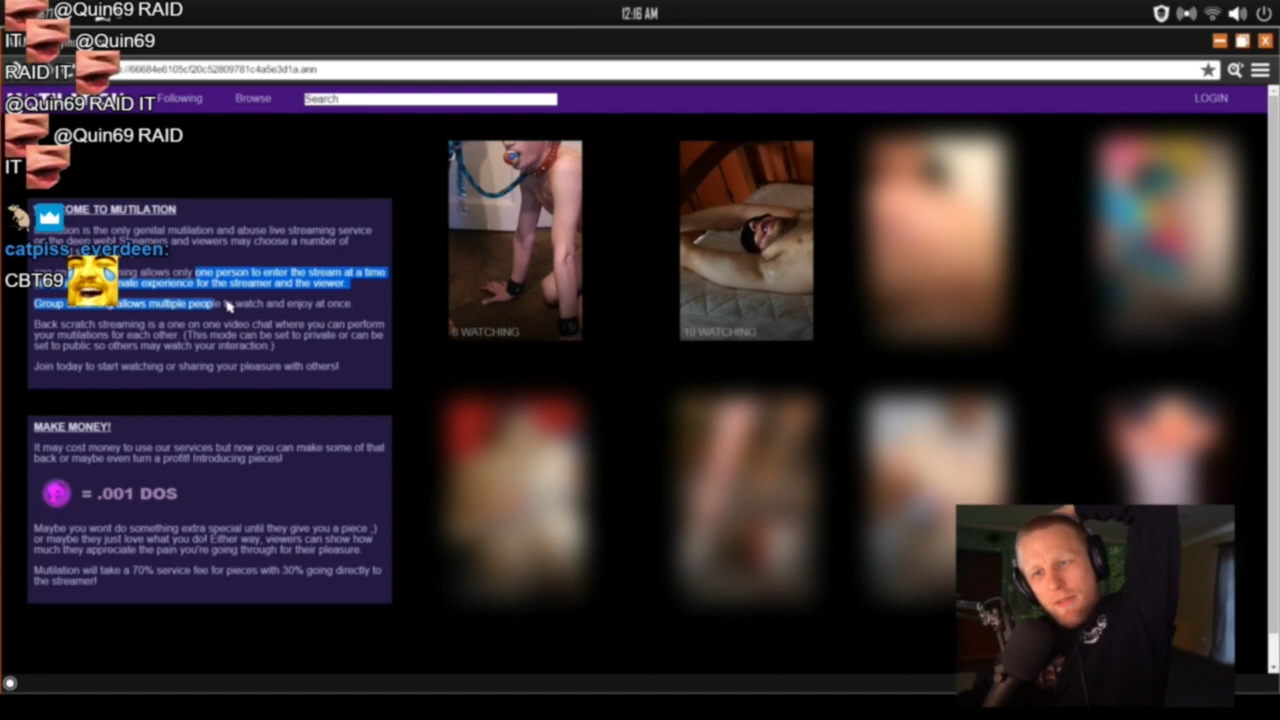 @Quin69 RAID
12:16 AM
IT @Quin69
RAID IT
66684e6105cf20c52809781c4a5e3d1a.ann
@Quin69 RAID IT
Following Browse Search LOGIN
@Quin69 RAID
IT
COME TO MUTILATION
Mutilation is the only genital mutilation and abuse live streaming service
or the deep web! Streamers and viewers may choose a number of
catpiss_everdeen:
CBT69
allows only one person to enter the stream at a time
experience for the streamer and the viewer.
Group allows multiple people to watch and enjoy at once.
Back scratch streaming is a one on one video chat where you can perform
your mutilations for each other. (This mode can be set to private or can be
set to public so others may watch your interaction.)
Join today to start watching or sharing your pleasure with others!
8 WATCHING
19 WATCHING
MAKE MONEY!
It may cost money to use our services but now you can make some of that
back or maybe even turn a profit! Introducing pieces!
= .001 DOS
Maybe you wont do something extra special until they give you a piece ;)
or maybe they just love what you do! Either way, viewers can show how
much they appreciate the pain you're going through for their pleasure.
Mutilation will take a 70% service fee for pieces with 30% going directly to
the streamer!